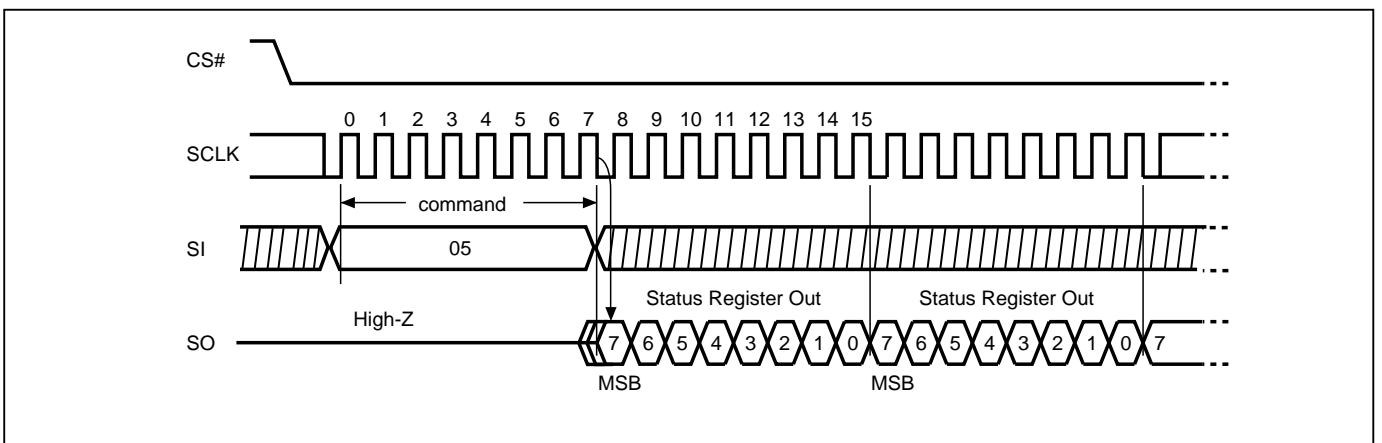 CS#
0 1 2 3 4 5 6 7 8 9 10 11 12 13 14 15
SCLK
command
SI
05
Status Register Out Status Register Out
High-Z
SO
7 6 5 4 3 2 1 0 7 6 5 4 3 2 1 0 7
MSB MSB